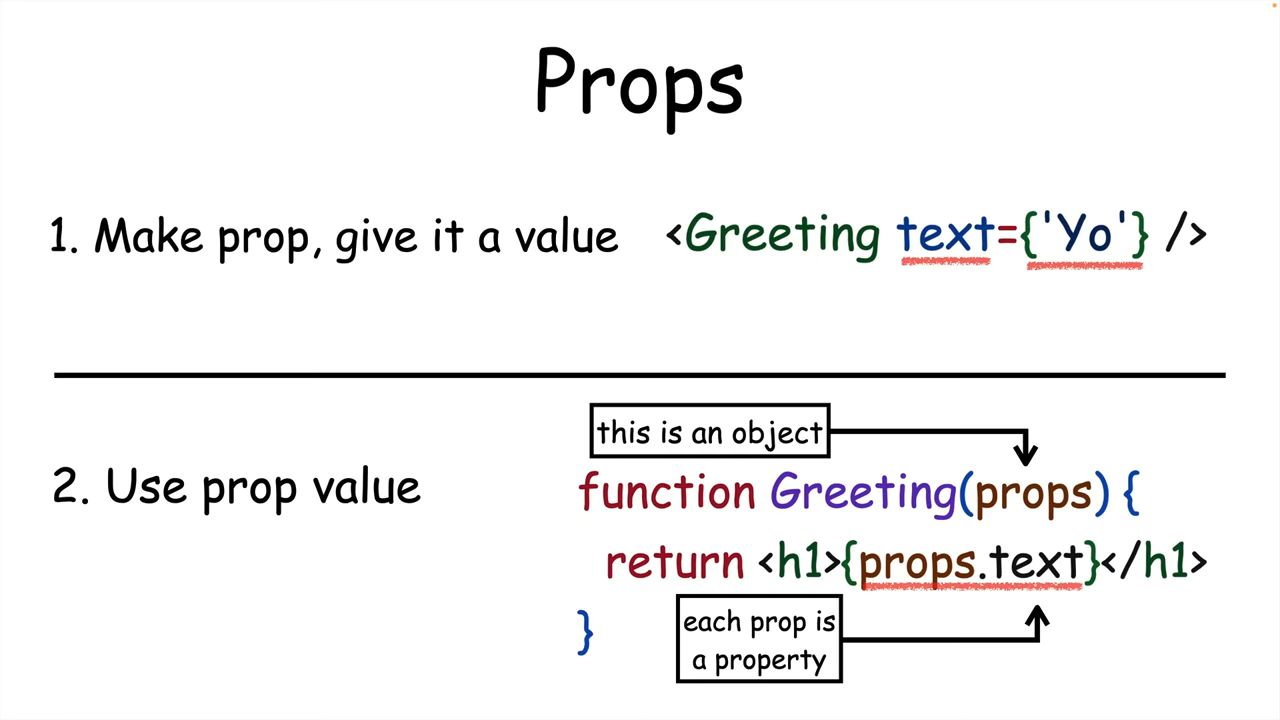 Props
1. Make prop, give it a value
<Greeting text={'Yo'} />
this is an object
2. Use prop value
function Greeting(props) {
return <h1>{props.text}</h1>
}
each prop is
a property